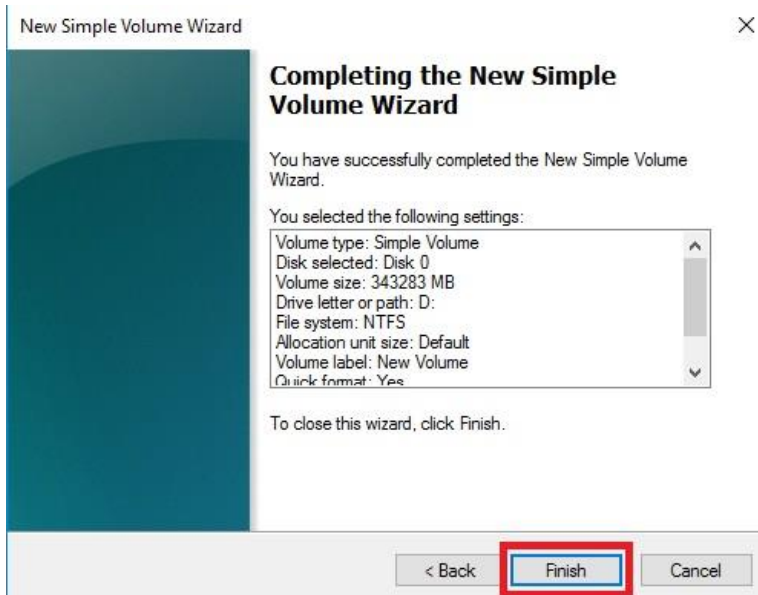 New Simple Volume Wizard
Completing the New Simple
Volume Wizard
You have successfully completed the New Simple Volume
Wizard.
You selected the following settings:
Volume type: Simple Volume
Disk selected: Disk 0
Volume size: 343283 MB
Drive letter or path: D:
File system: NTFS
Allocation unit size: Default
Volume label: New Volume
Quick format: Yes
To close this wizard, click Finish.
< Back
Finish
Cancel